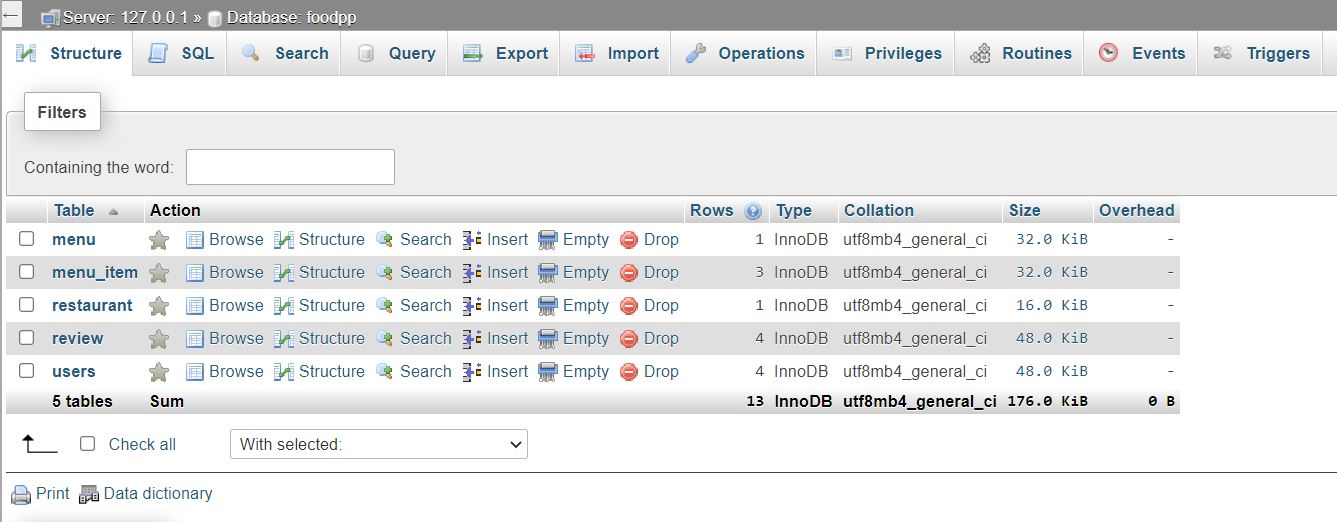 Server: 127.0.0.1 » Database: foodpp
Structure SQL Search Query Export Import Operations Privileges Routines Events Triggers
Filters
Containing the word:
Table Action Rows Type Collation Size Overhead
menu Browse Structure Search Insert Empty Drop 1 InnoDB utf8mb4_general_ci 32.0 KiB -
menu_item Browse Structure Search Insert Empty Drop 3 InnoDB utf8mb4_general_ci 32.0 KiB -
restaurant Browse Structure Search Insert Empty Drop 1 InnoDB utf8mb4_general_ci 16.0 KiB -
review Browse Structure Search Insert Empty Drop 4 InnoDB utf8mb4_general_ci 48.0 KiB -
users Browse Structure Search Insert Empty Drop 4 InnoDB utf8mb4_general_ci 48.0 KiB -
5 tables Sum 13 InnoDB utf8mb4_general_ci 176.0 KiB 0 B
Check all With selected:
Print Data dictionary